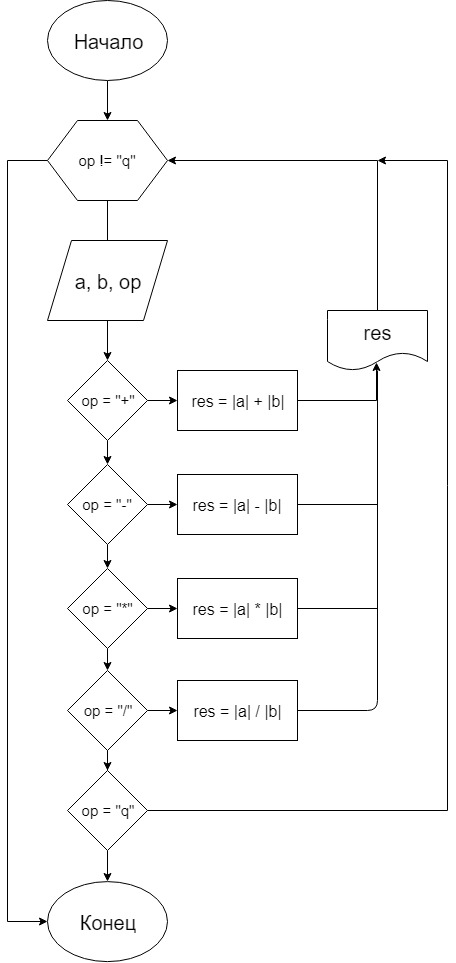 Начало
op != "q"
a, b, op
res
op = "+"
res = |a| + |b|
op = "-"
res = |a| - |b|
op = "*"
res = |a| * |b|
op = "/"
res = |a| / |b|
op = "q"
Конец